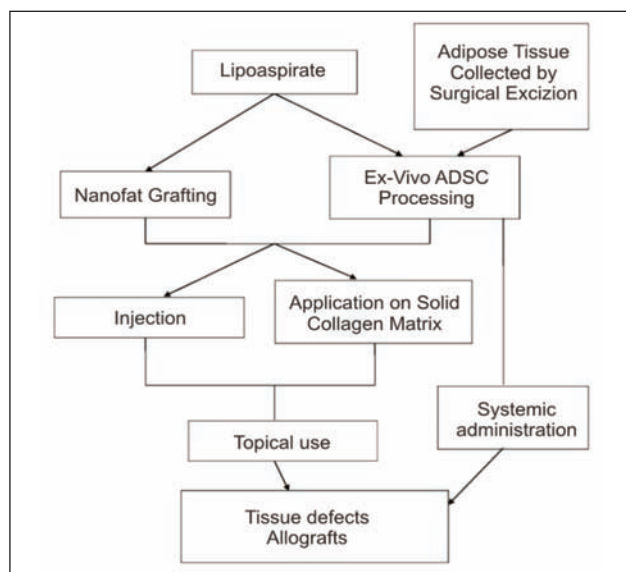 Lipoaspirate
Adipose Tissue
Collected by
Surgical Excizion
Nanofat Grafting
Ex-Vivo ADSC
Processing
Injection
Application on Solid
Collagen Matrix
Topical use
Systemic
administration
Tissue defects
Allografts